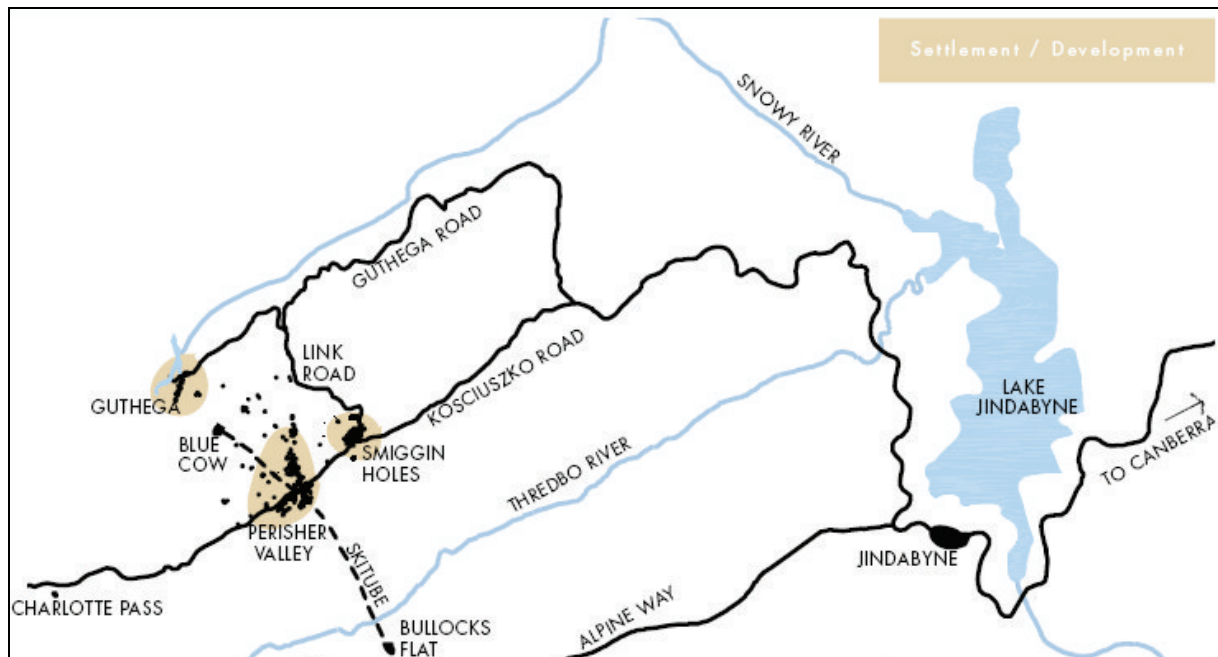 Settlement / Development
SNOWY RIVER
GUTHEGA ROAD
LINK
ROAD
KOSCIUSZKO ROAD
GUTHEGA
BLUE
COW
SMIGGIN
HOLES
LAKE
JINDABYNE
TO CANBERRA
THREDBO RIVER
PERISHER
VALLEY
SKITUBE
JINDABYNE
CHARLOTTE PASS
BULLOCKS
FLAT
ALPINE WAY